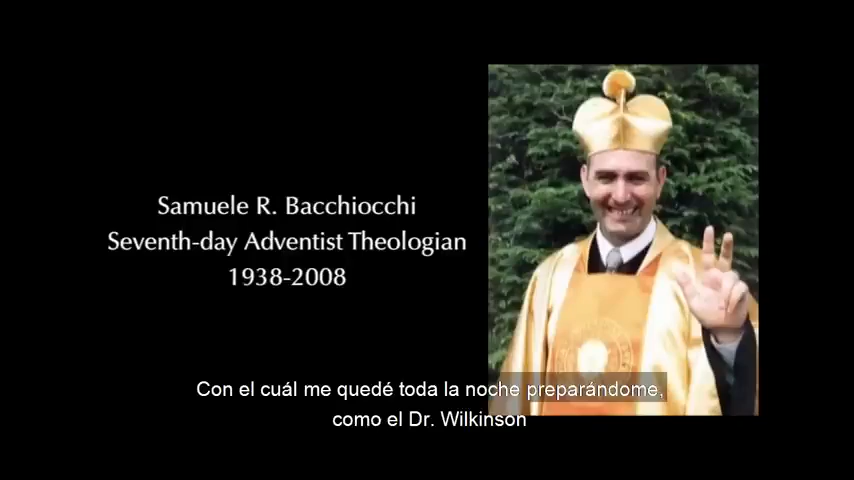 Samuele R. Bacchiocchi
Seventh-day Adventist Theologian
1938-2008
Con el cuál me quedé toda la noche preparándome,
como el Dr. Wilkinson